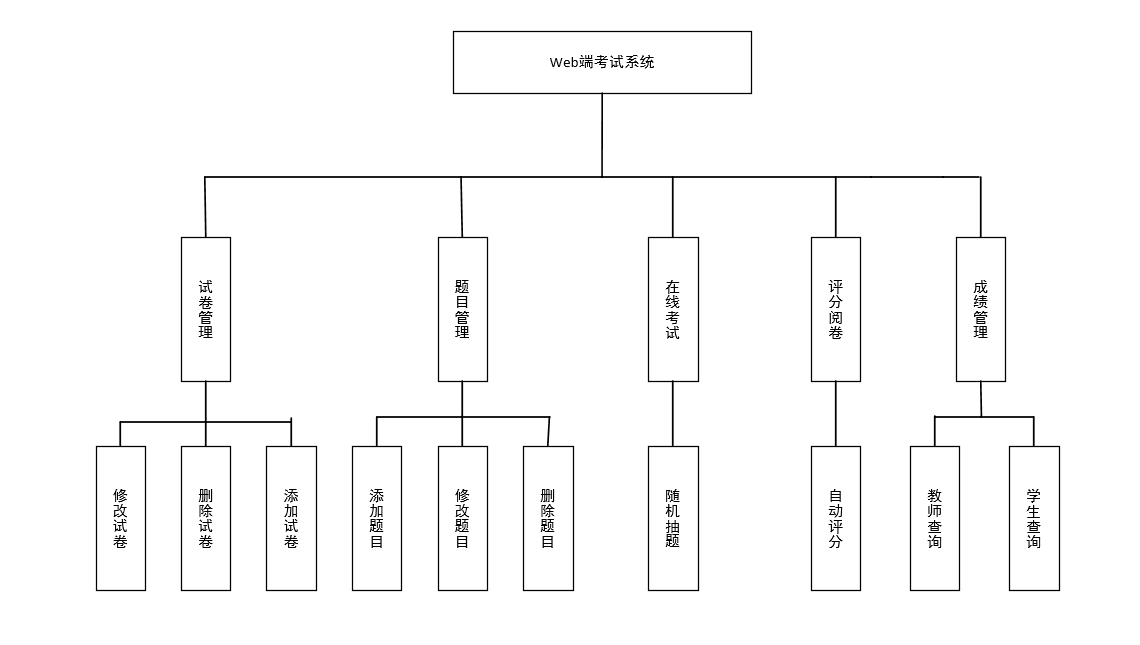 Web端考试系统
试卷管理
题目管理
在线考试
评分阅卷
成绩管理
修改试卷
删除试卷
添加试卷
添加题目
修改题目
删除题目
随机抽题
自动评分
教师查询
学生查询